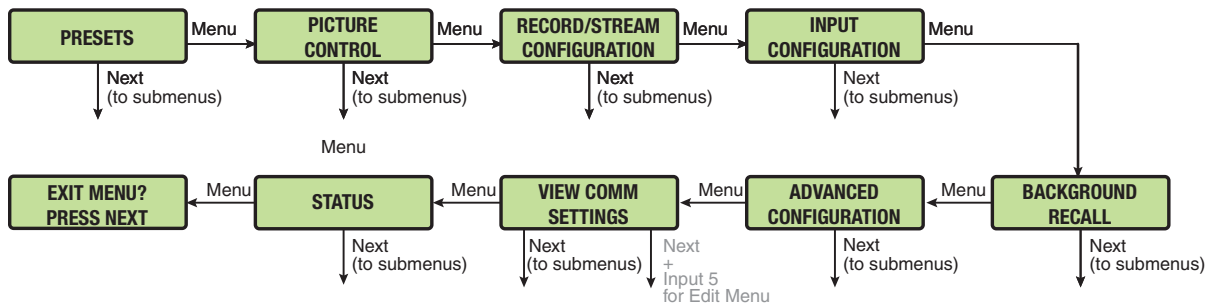 PRESETS
Menu
PICTURE
CONTROL
Menu
RECORD/STREAM
CONFIGURATION
Menu
INPUT
CONFIGURATION
Menu
Next
(to submenus)
Next
(to submenus)
Next
(to submenus)
Next
(to submenus)
Menu
EXIT MENU?
PRESS NEXT
Menu
STATUS
Menu
VIEW COMM
SETTINGS
Menu
ADVANCED
CONFIGURATION
Menu
BACKGROUND
RECALL
Next
(to submenus)
Next
(to submenus)
Next
+
Input 5
for Edit Menu
Next
(to submenus)
Next
(to submenus)